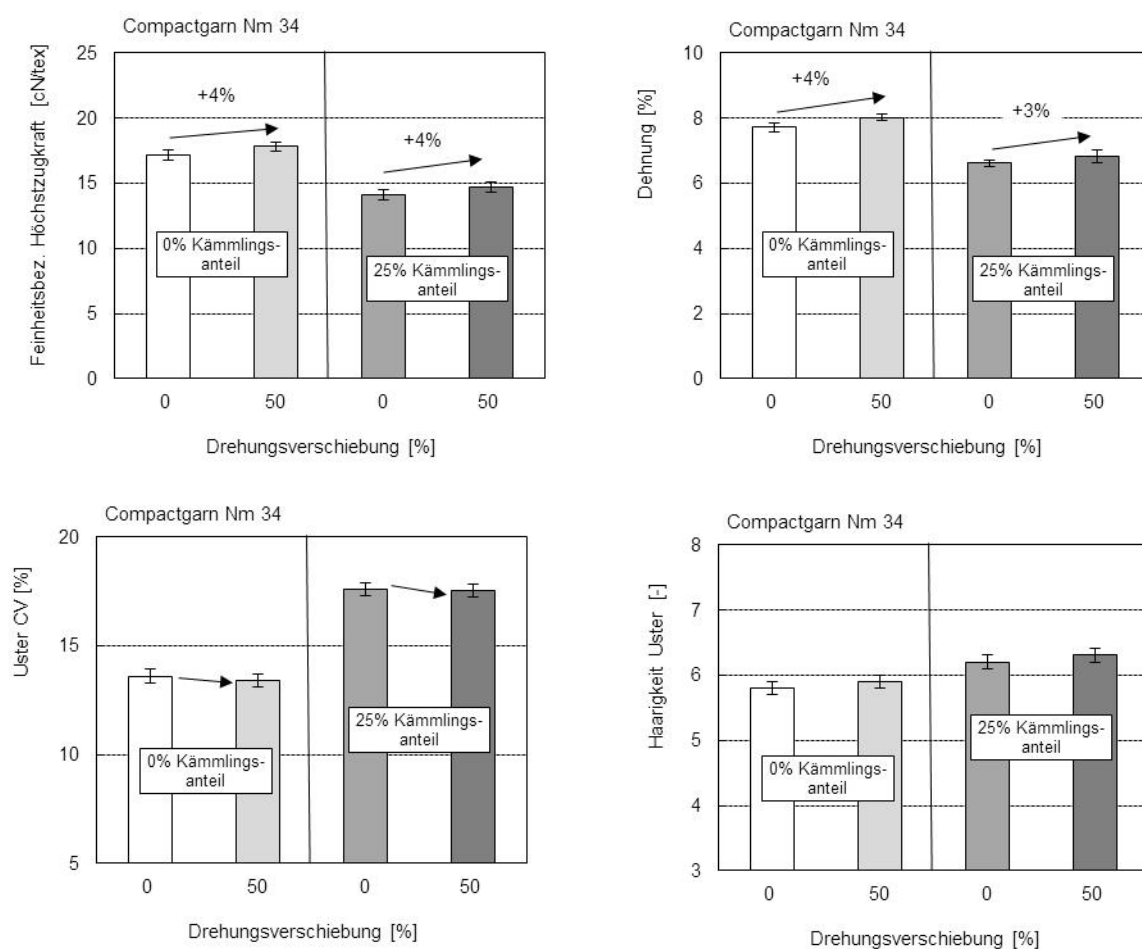 Compactgarn Nm 34
Feinheitsbez. Höchstzugkraft [cN/tex]
25
20
15
10
5
0
+4%
+4%
0% Kämmlings-
anteil
25% Kämmlings-
anteil
0 50 0 50
Drehungsverschiebung [%]
Compactgarn Nm 34
Dehnung [%]
10
8
6
4
2
0
+4%
+3%
0% Kämmlings-
anteil
25% Kämmlings-
anteil
0 50 0 50
Drehungsverschiebung [%]
Compactgarn Nm 34
Uster CV [%]
20
15
10
5
0% Kämmlings-
anteil
25% Kämmlings-
anteil
0 50 0 50
Drehungsverschiebung [%]
Compactgarn Nm 34
Haarigkeit Uster [-]
8
7
6
5
4
3
0% Kämmlings-
anteil
25% Kämmlings-
anteil
0 50 0 50
Drehungsverschiebung [%]